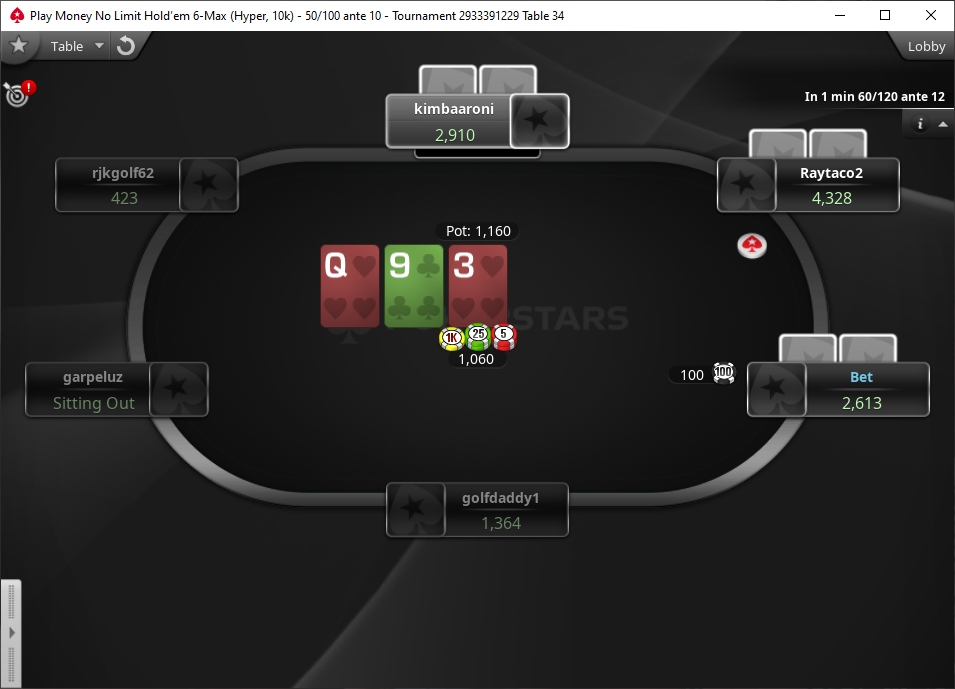 Play Money No Limit Hold'em 6-Max (Hyper, 10k) - 50/100 ante 10 - Tournament 2933391229 Table 34
Table
Lobby
!
In 1 min 60/120 ante 12
i
kimbaaroni
2,910
rjkgolf62
423
Raytaco2
4,328
Pot: 1,160
Q
9
3
STARS
1K
25
5
1,060
garpeluz
Sitting Out
100
100
Bet
2,613
golfdaddy1
1,364